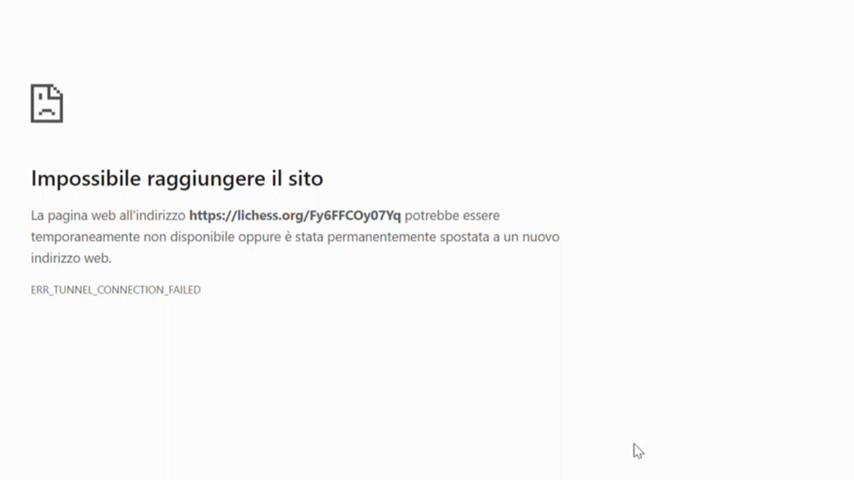 Impossibile raggiungere il sito
La pagina web all'indirizzo https://lichess.org/Fy6FFCOy07Yq potrebbe essere
temporaneamente non disponibile oppure è stata permanentemente spostata a un nuovo
indirizzo web.
ERR_TUNNEL_CONNECTION_FAILED